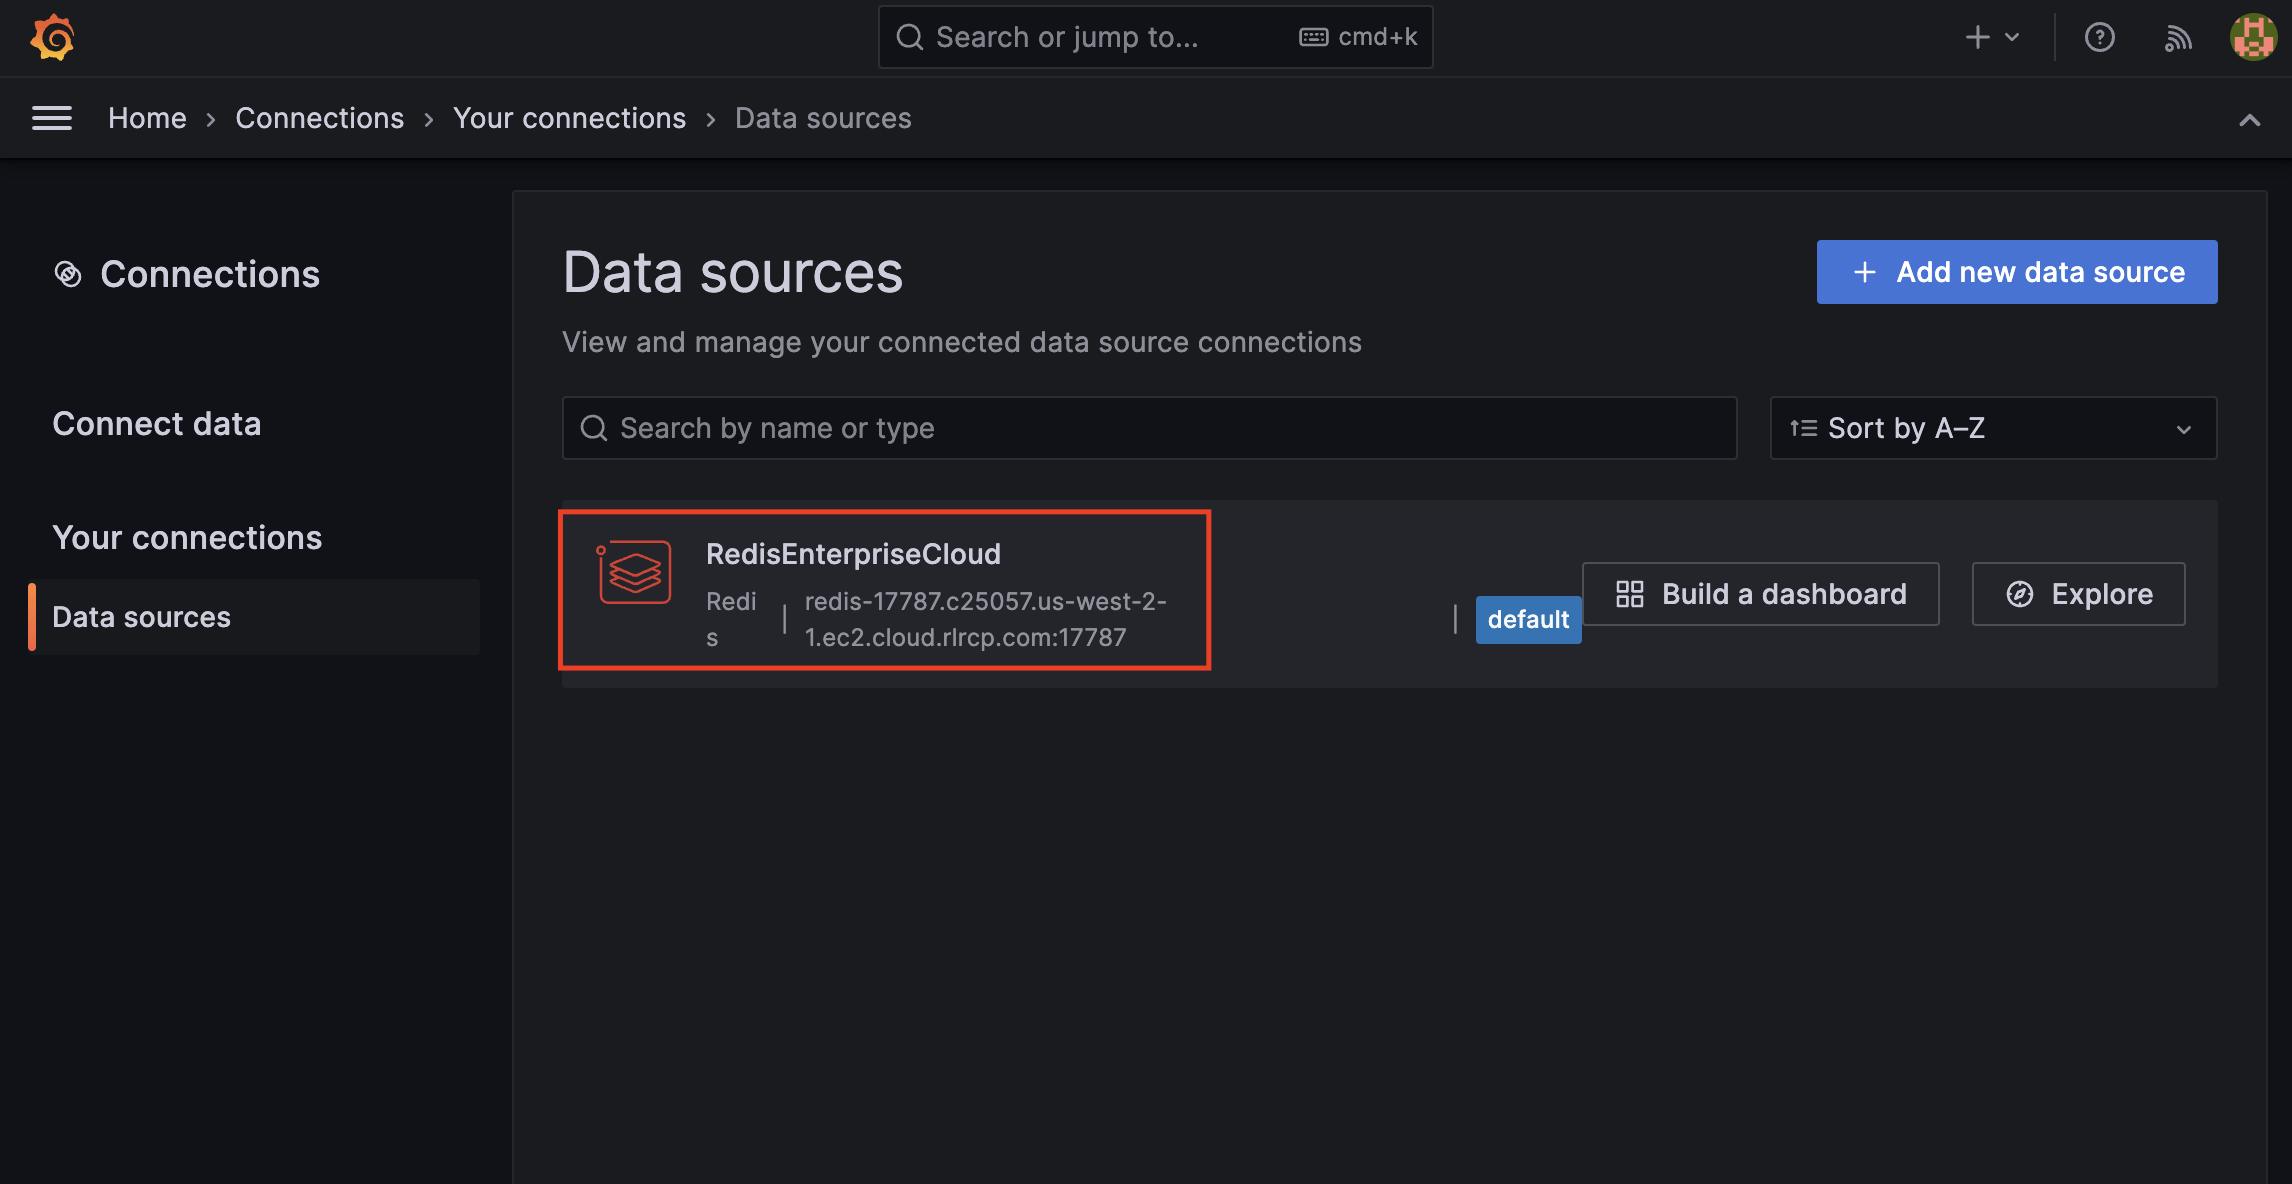 Search or jump to...
cmd+k
Home
Connections
Your connections
Data sources
Connections
Connect data
Your connections
Data sources
Data sources
View and manage your connected data source connections
Add new data source
Search by name or type
Sort by A–Z
RedisEnterpriseCloud
Redi
s
redis-17787.c25057.us-west-2-
1.ec2.cloud.rlrcp.com:17787
default
Build a dashboard
Explore